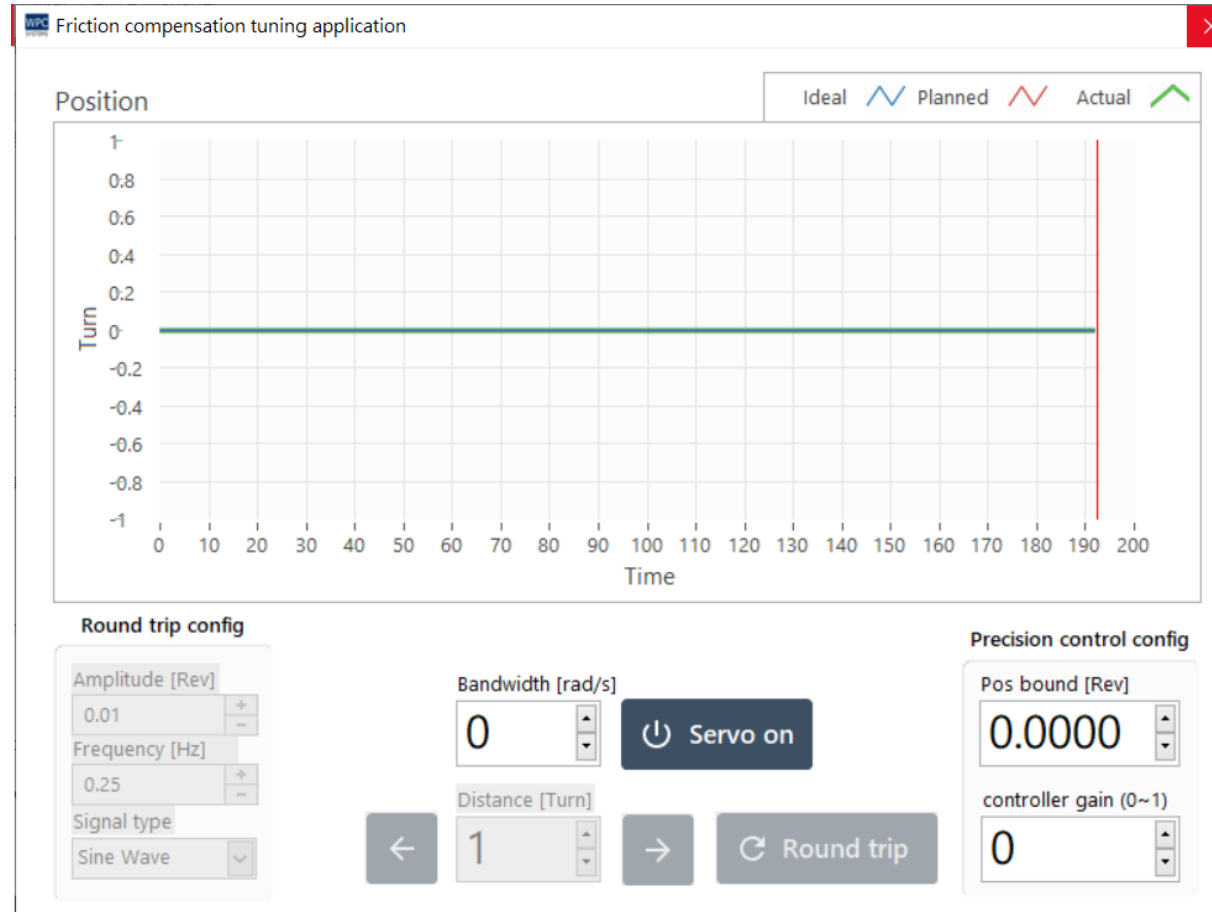 WPC SYSTEMS Friction compensation tuning application
Position
Ideal Planned Actual
1
0.8
0.6
0.4
0.2
0
-0.2
-0.4
-0.6
-0.8
-1
Turn
0 10 20 30 40 50 60 70 80 90 100 110 120 130 140 150 160 170 180 190 200
Time
Round trip config
Amplitude [Rev]
0.01
Frequency [Hz]
0.25
Signal type
Sine Wave
Bandwidth [rad/s]
0
Servo on
Distance [Turn]
1
Round trip
Precision control config
Pos bound [Rev]
0.0000
controller gain (0~1)
0